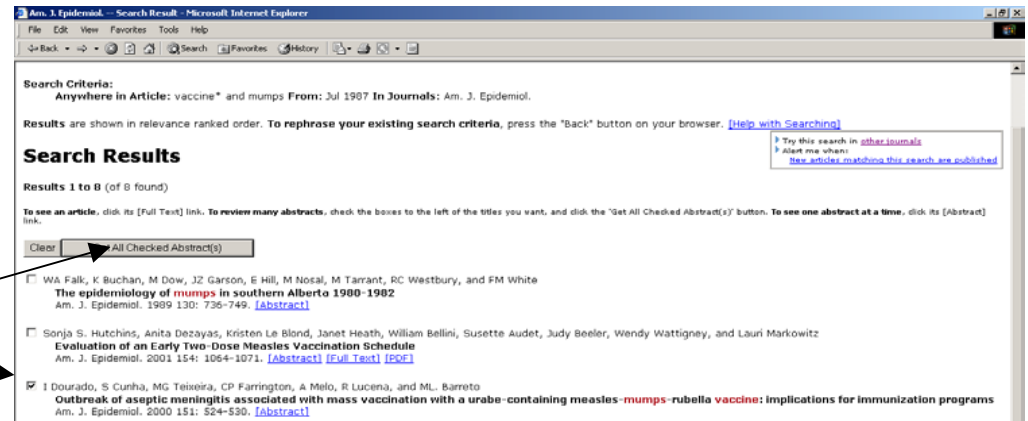 Am. J. Epidemiol. -- Search Result - Microsoft Internet Explorer
File Edit View Favorites Tools Help
Back Search Favorites History
Search Criteria:
Anywhere in Article: vaccine* and mumps From: Jul 1987 In Journals: Am. J. Epidemiol.
Results are shown in relevance ranked order. To rephrase your existing search criteria, press the "Back" button on your browser. [Help with Searching]
Try this search in other journals
Alert me when:
New articles matching this search are published
Search Results
Results 1 to 8 (of 8 found)
To see an article, click its [Full Text] link. To review many abstracts, check the boxes to the left of the titles you want, and click the 'Get All Checked Abstract(s)' button. To see one abstract at a time, click its [Abstract]
link.
Clear All Checked Abstract(s)
WA Falk, K Buchan, M Dow, JZ Garson, E Hill, M Nosal, M Tarrant, RC Westbury, and FM White
The epidemiology of mumps in southern Alberta 1980-1982
Am. J. Epidemiol. 1989 130: 736-749. [Abstract]
Sonja S. Hutchins, Anita Dezayas, Kristen Le Blond, Janet Heath, William Bellini, Susette Audet, Judy Beeler, Wendy Wattigney, and Lauri Markowitz
Evaluation of an Early Two-Dose Measles Vaccination Schedule
Am. J. Epidemiol. 2001 154: 1064-1071. [Abstract] [Full Text] [PDF]
I Dourado, S Cunha, MG Teixeira, CP Farrington, A Melo, R Lucena, and ML. Barreto
Outbreak of aseptic meningitis associated with mass vaccination with a urabe-containing measles-mumps-rubella vaccine: implications for immunization programs
Am. J. Epidemiol. 2000 151: 524-530. [Abstract]